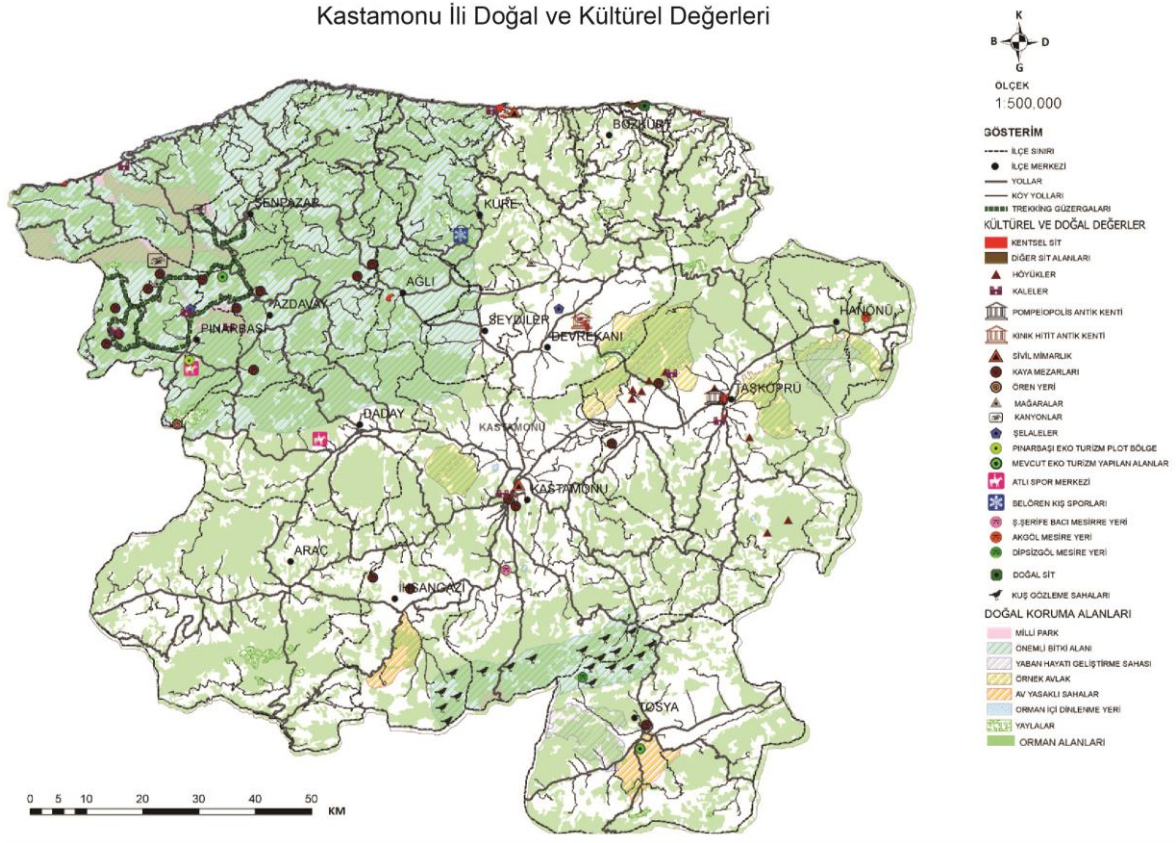 Kastamonu İli Doğal ve Kültürel Değerleri
K
B
D
G
ÖLÇEK
1:500,000
GÖSTERİM
İLÇE SINIRI
İLÇE MERKEZİ
YOLLAR
KÖY YOLLARI
TREKKİNG GÜZERGALARI
KÜLTÜREL VE DOĞAL DEĞERLER
KENTSEL SİT
DİĞER SİT ALANLARI
HÖYÜKLER
KALELER
POMPEIOPOLİS ANTİK KENTİ
KINIK HİTİT ANTİK KENTİ
SİVİL MİMARLIK
KAYA MEZARLARI
ÖREN YERİ
MAĞARALAR
KANYONLAR
ŞELALELER
PINARBAŞI EKO TURİZM PLOT BÖLGE
MEVCUT EKO TURİZM YAPILAN ALANLAR
ATLI SPOR MERKEZİ
BELÖREN KIŞ SPORLARI
Ş.ŞERİFE BACI MESİRRE YERİ
AKGÖL MESİRE YERİ
DİPSİZGÖL MESİRE YERİ
DOĞAL SİT
KUŞ GÖZLEME SAHALARI
DOĞAL KORUMA ALANLARI
MİLLİ PARK
ÖNEMLİ BİTKİ ALANI
YABAN HAYATI GELİŞTİRME SAHASI
ÖRNEK AVLAK
AV YASAKLI SAHALAR
ORMAN İÇİ DİNLENME YERİ
YAYLALAR
ORMAN ALANLARI
BOZKURT
ŞENPAZAR
KÜRE
AĞLI
AZDAVAY
HANÖNÜ
SEYDİLER
PINARBAŞI
DEVREKANI
TAŞKÖPRÜ
DADAY
KASTAMONU
KASTAMONU
ARAÇ
İHSANGAZİ
TOSYA
0 5 10 20 30 40 50
KM